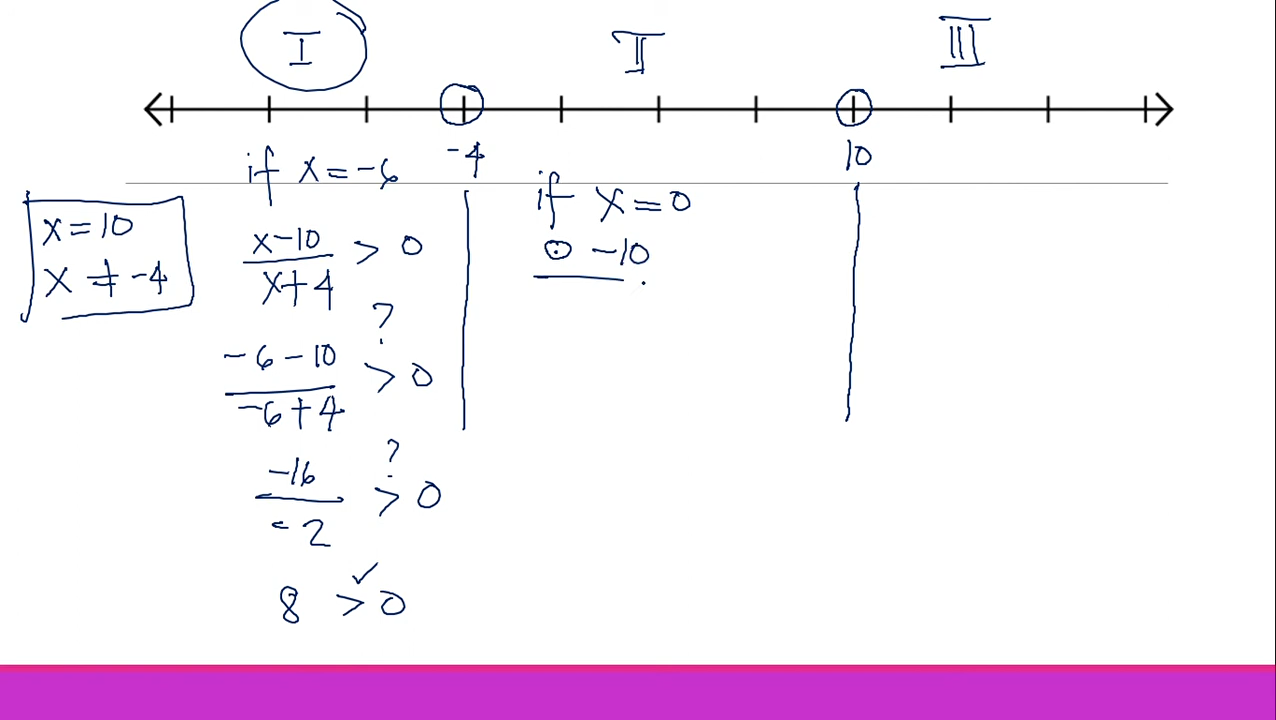 I II III
-4 10
x=10
x ≠ -4
if x=-6
x-10 / x+4 > 0
-6-10 / -6+4 ?> 0
-16 / -2 ?> 0
8 >✓ 0
if x=0
0 -10